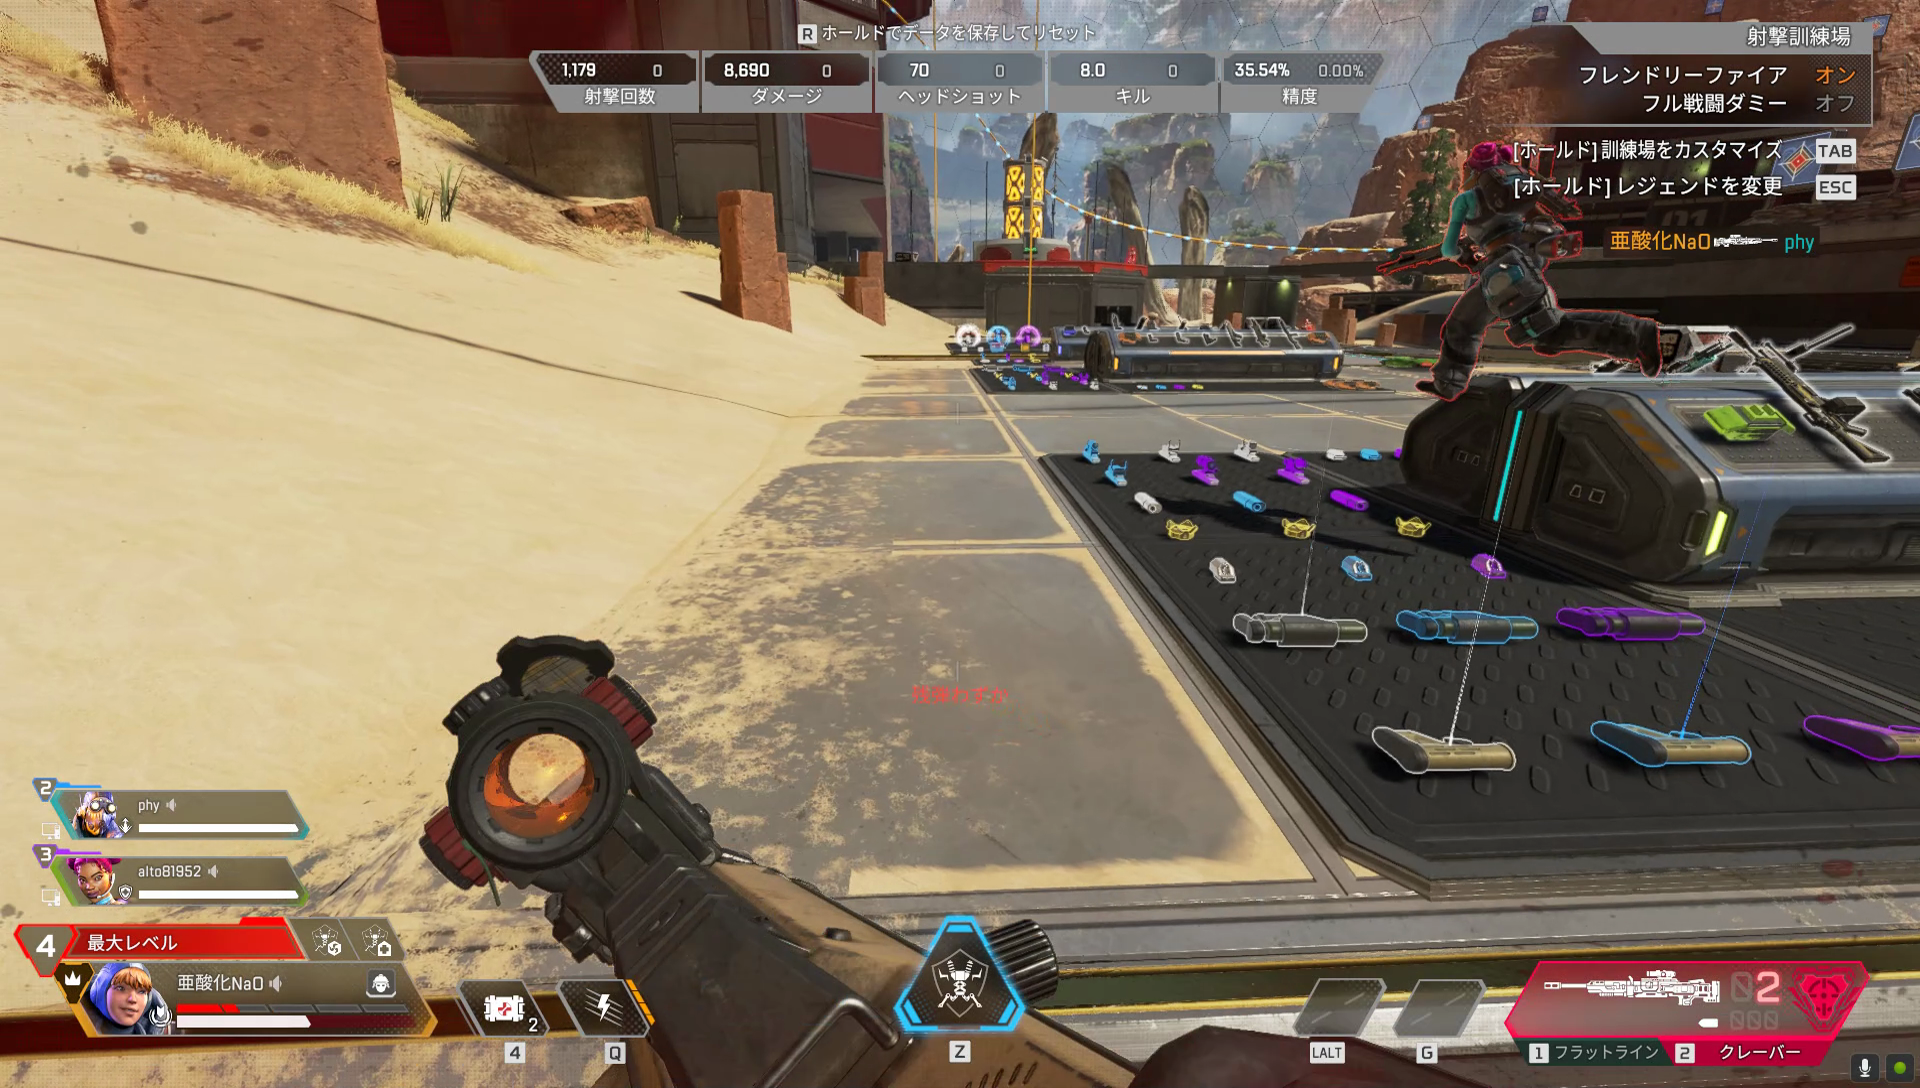 R ホールドでデータを保存してリセット
1,179 0
射撃回数
8,690 0
ダメージ
70 0
ヘッドショット
8.0 0
キル
35.54% 0.00%
精度
射撃訓練場
フレンドリーファイア オン
フル戦闘ダミー オフ
[ホールド]訓練場をカスタマイズ TAB
[ホールド]レジェンドを変更 ESC
亜酸化NaO phy
残弾わずか
2
phy
3
alto81952
4
最大レベル
亜酸化NaO
2
4
Q
Z
LALT
G
02
000
1 フラットライン
2 クレーバー